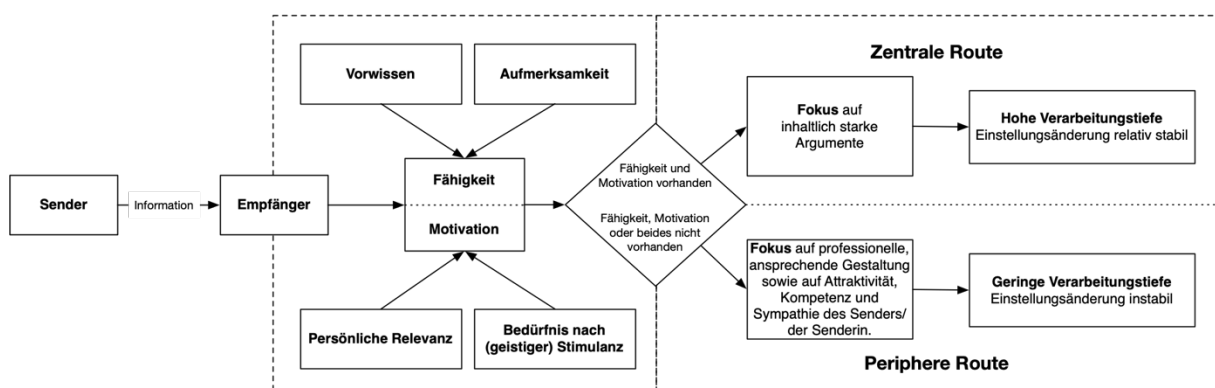 Sender
Information
Empfänger
Vorwissen
Aufmerksamkeit
Fähigkeit
Motivation
Persönliche Relevanz
Bedürfnis nach
(geistiger) Stimulanz
Fähigkeit und
Motivation vorhanden
Fähigkeit, Motivation
oder beides nicht
vorhanden
Zentrale Route
Fokus auf
inhaltlich starke
Argumente
Hohe Verarbeitungstiefe
Einstellungsänderung relativ stabil
Fokus auf professionelle,
ansprechende Gestaltung
sowie auf Attraktivität,
Kompetenz und
Sympathie des Senders/
der Senderin.
Geringe Verarbeitungstiefe
Einstellungsänderung instabil
Periphere Route